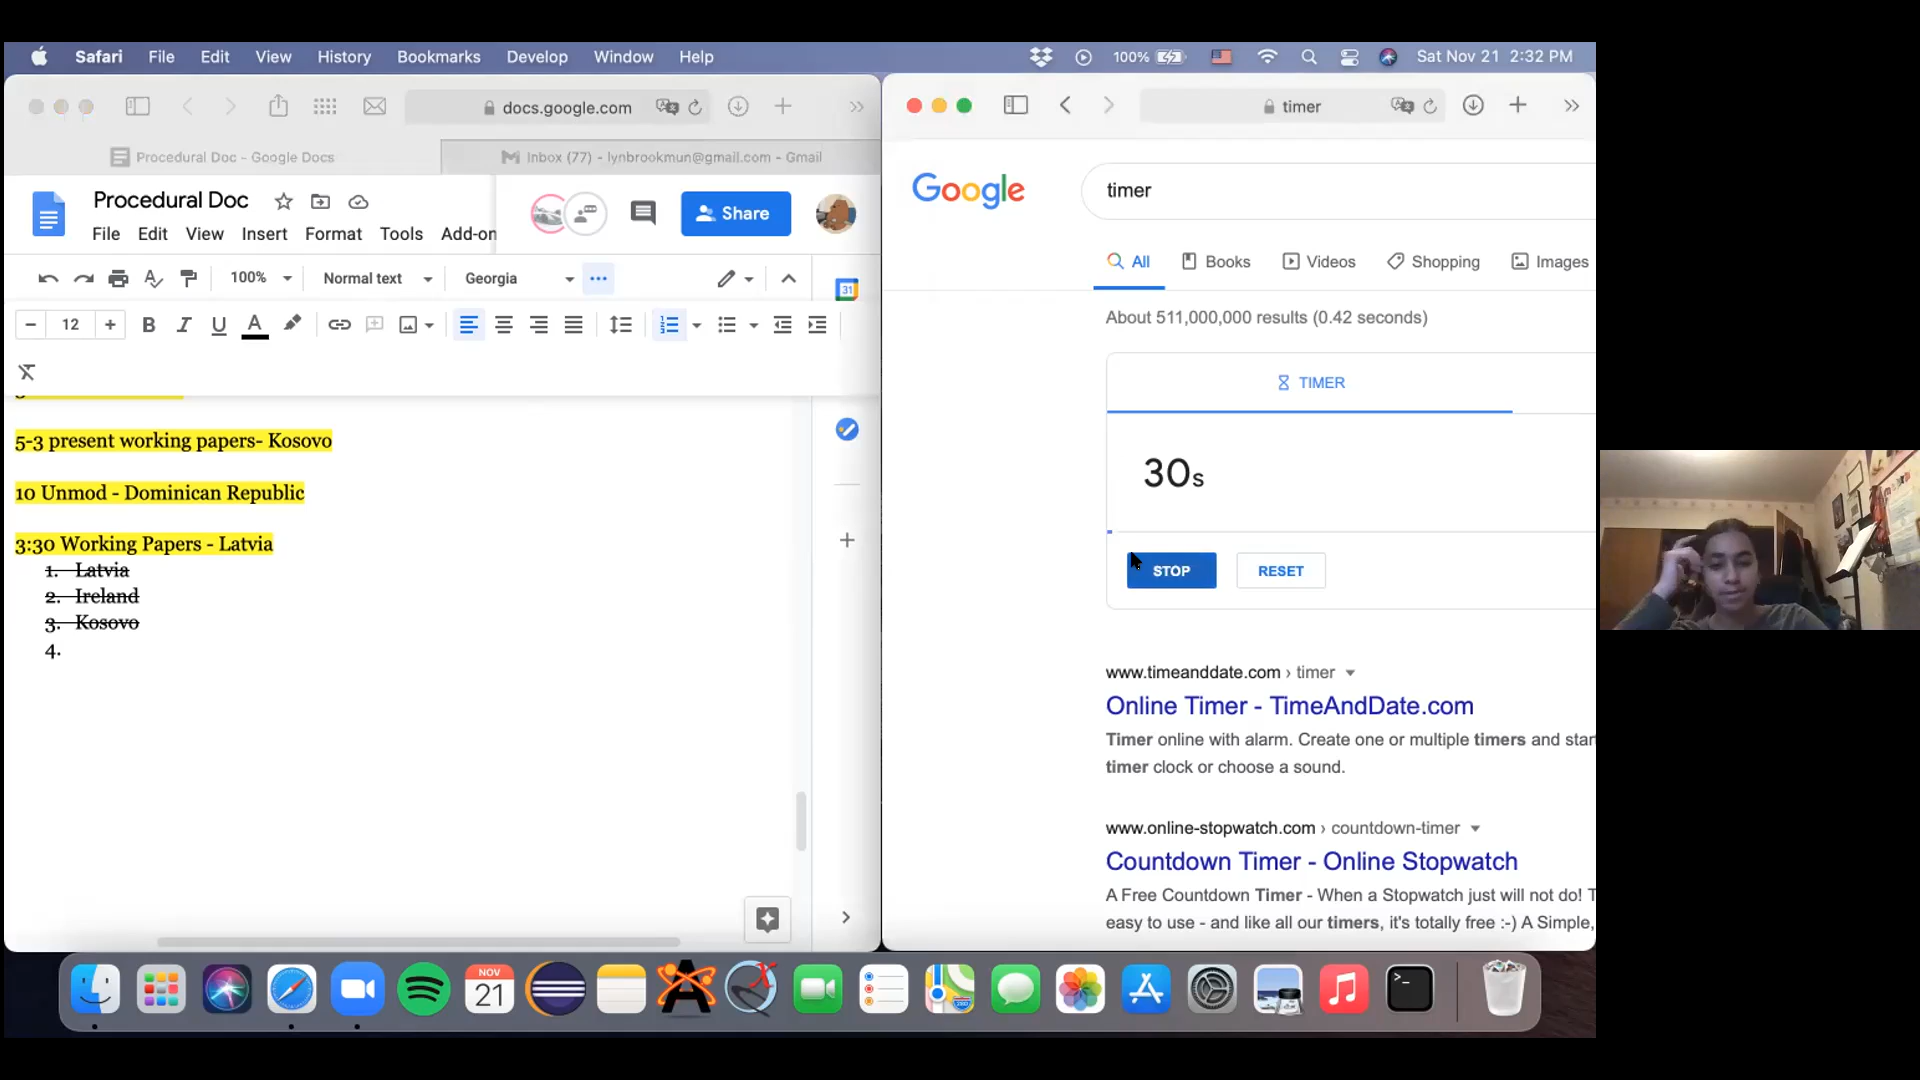 Safari File Edit View History Bookmarks Develop Window Help 100% Sat Nov 21 2:32 PM
docs.google.com
Procedural Doc - Google Docs
Inbox (77) - lynbrookmun@gmail.com - Gmail
Procedural Doc
Share
File Edit View Insert Format Tools Add-on
100% Normal text Georgia
31
12
5-3 present working papers- Kosovo
10 Unmod - Dominican Republic
3:30 Working Papers - Latvia
1. Latvia
2. Ireland
3. Kosovo
4.
timer
Google
timer
All Books Videos Shopping Images
About 511,000,000 results (0.42 seconds)
TIMER
30s
STOP RESET
www.timeanddate.com › timer
Online Timer - TimeAndDate.com
Timer online with alarm. Create one or multiple timers and star
timer clock or choose a sound.
www.online-stopwatch.com › countdown-timer
Countdown Timer - Online Stopwatch
A Free Countdown Timer - When a Stopwatch just will not do! T
easy to use - and like all our timers, it's totally free :-) A Simple,
NOV
21